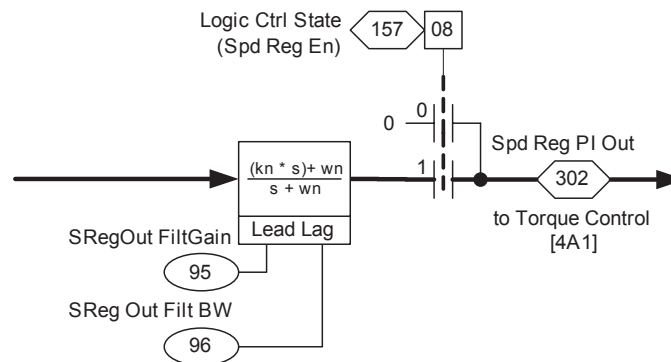 Logic Ctrl State
(Spd Reg En)
157
08
0
0
1
Spd Reg PI Out
302
to Torque Control
[4A1]
(kn * s)+ wn
s + wn
Lead Lag
SRegOut FiltGain
95
SReg Out Filt BW
96